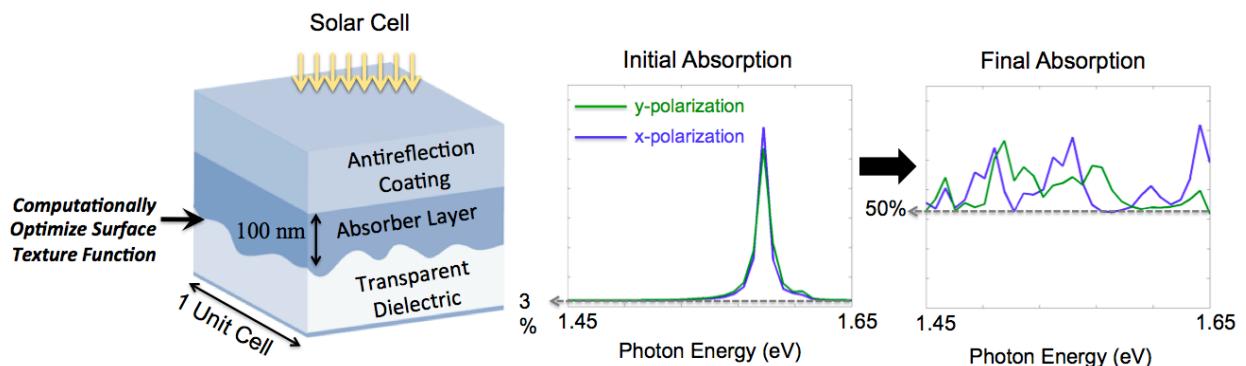 Solar Cell
Antireflection
Coating
Absorber Layer
100 nm
Transparent
Dielectric
1 Unit Cell
Computationally
Optimize Surface
Texture Function
Initial Absorption
y-polarization
x-polarization
3
%
1.45
1.65
Photon Energy (eV)
Final Absorption
50%
1.45
1.65
Photon Energy (eV)